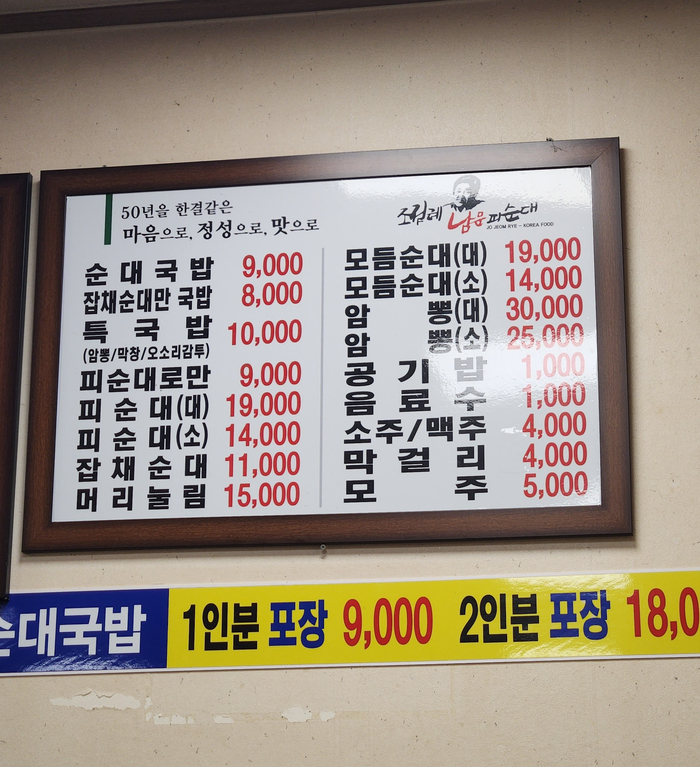 50년을 한결같은
마음으로, 정성으로, 맛으로
순대국밥 9,000
잡채순대만 국밥 8,000
특국밥 10,000
(암뽕/막창/오소리감투)
피순대로만 9,000
피순대(대) 19,000
피순대(소) 14,000
잡채순대 11,000
머리눌림 15,000
조점례 남문피순대
JO JEOM RYE - KOREA FOOD
모듬순대(대) 19,000
모듬순대(소) 14,000
암뽕(대) 30,000
암뽕(소) 25,000
공기밥 1,000
음료수 1,000
소주/맥주 4,000
막걸리 4,000
모주 5,000
순대국밥 1인분 포장 9,000 2인분 포장 18,0